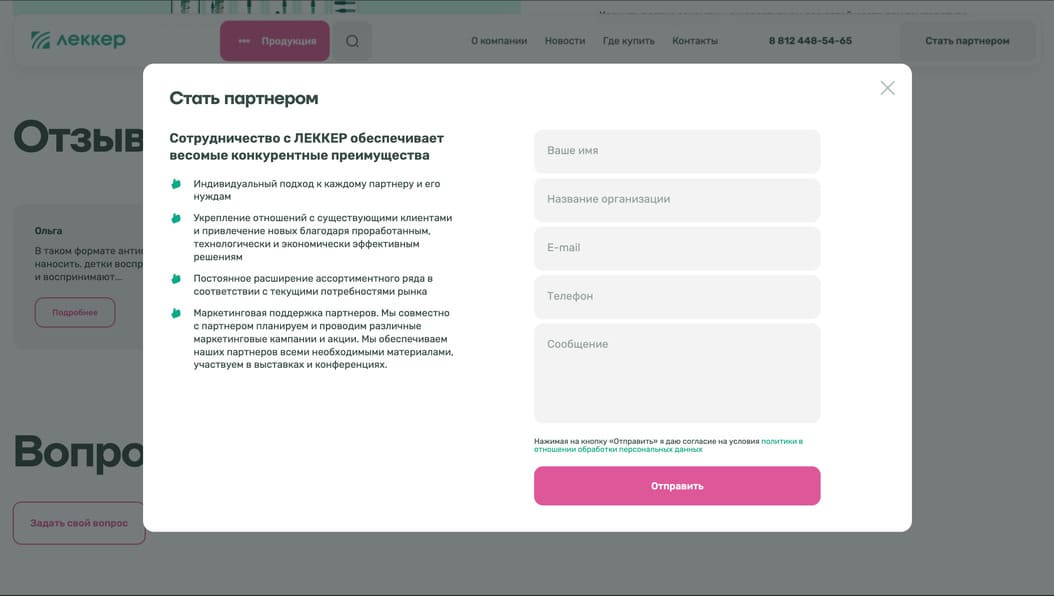 леккер
Продукция
О компании
Новости
Где купить
Контакты
8 812 448-54-65
Стать партнером
Стать партнером
Сотрудничество с ЛЕККЕР обеспечивает
весомые конкурентные преимущества
Индивидуальный подход к каждому партнеру и его
нуждам
Укрепление отношений с существующими клиентами
и привлечение новых благодаря проработанным,
технологически и экономически эффективным
решениям
Постоянное расширение ассортиментного ряда в
соответствии с текущими потребностями рынка
Маркетинговая поддержка партнеров. Мы совместно
с партнером планируем и проводим различные
маркетинговые кампании и акции. Мы обеспечиваем
наших партнеров всеми необходимыми материалами,
участвуем в выставках и конференциях.
Ваше имя
Название организации
E-mail
Телефон
Сообщение
Нажимая на кнопку «Отправить» я даю согласие на условия политики в
отношении обработки персональных данных
Отправить
Отзыв
Ольга
В таком формате
наносить. детки
и воспринимают...
Подробнее
Вопро
Задать свой вопрос